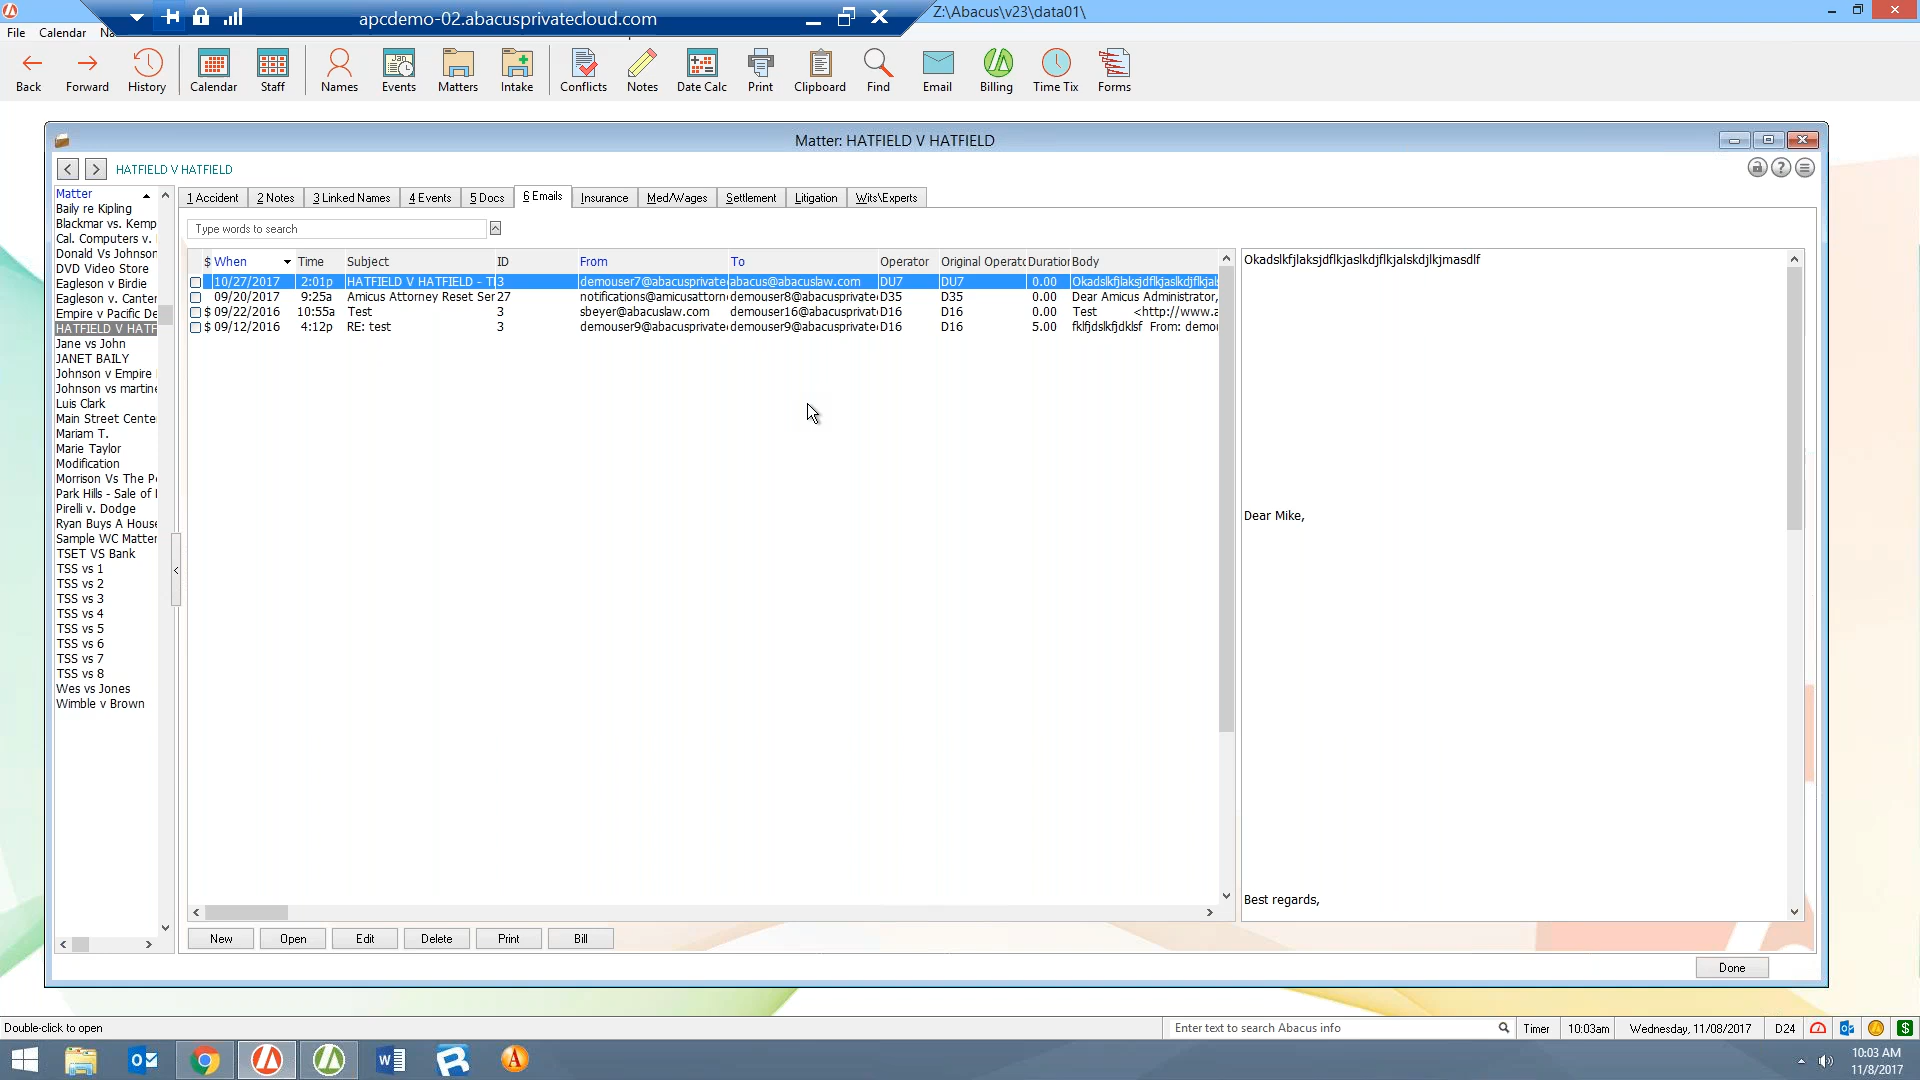 apcdemo-02.abacusprivatecloud.com
Z:\Abacus\v23\data01\
File Calendar
Back Forward History Calendar Staff Names Events Matters Intake Conflicts Notes Date Calc Print Clipboard Find Email Billing Time Tix Forms
Jan
Matter: HATFIELD V HATFIELD
HATFIELD V HATFIELD
Matter
Baily re Kipling
Blackmar vs. Kemp
Cal. Computers v.
Donald Vs Johnson
DVD Video Store
Eagleson v Birdie
Eagleson v. Canter
Empire v Pacific De
HATFIELD V HATF
Jane vs John
JANET BAILY
Johnson v Empire
Johnson vs martine
Luis Clark
Main Street Cente
Mariam T.
Marie Taylor
Modification
Morrison Vs The P
Park Hills - Sale of
Pirelli v. Dodge
Ryan Buys A House
Sample WC Matter
TSET VS Bank
TSS vs 1
TSS vs 2
TSS vs 3
TSS vs 4
TSS vs 5
TSS vs 6
TSS vs 7
TSS vs 8
Wes vs Jones
Wimble v Brown
1 Accident 2 Notes 3 Linked Names 4 Events 5 Docs 6 Emails Insurance Med/Wages Settlement Litigation Wits\Experts
Type words to search
$ When Time Subject ID From To Operator Original Operato Duration Body
10/27/2017 2:01p HATFIELD V HATFIELD - T 3 demouser7@abacusprivate abacus@abacuslaw.com DU7 DU7 0.00 Okadslkfjlaksjdflkjaslkdjflkjals
09/20/2017 9:25a Amicus Attorney Reset Ser 27 notifications@amicusattorn demouser8@abacusprivate D35 D35 0.00 Dear Amicus Administrator,
$ 09/22/2016 10:55a Test 3 sbeyer@abacuslaw.com demouser16@abacusprivate D16 D16 0.00 Test <http://www.a
$ 09/12/2016 4:12p RE: test 3 demouser9@abacusprivate demouser9@abacusprivate D16 D16 5.00 fklfjdslkfjdklsf From: demo
Okadslkfjlaksjdflkjaslkdjflkjalskdjlkjmasdlf
Dear Mike,
Best regards,
New Open Edit Delete Print Bill
Done
Double-click to open
Enter text to search Abacus info
Timer 10:03am Wednesday, 11/08/2017 D24
10:03 AM
11/8/2017